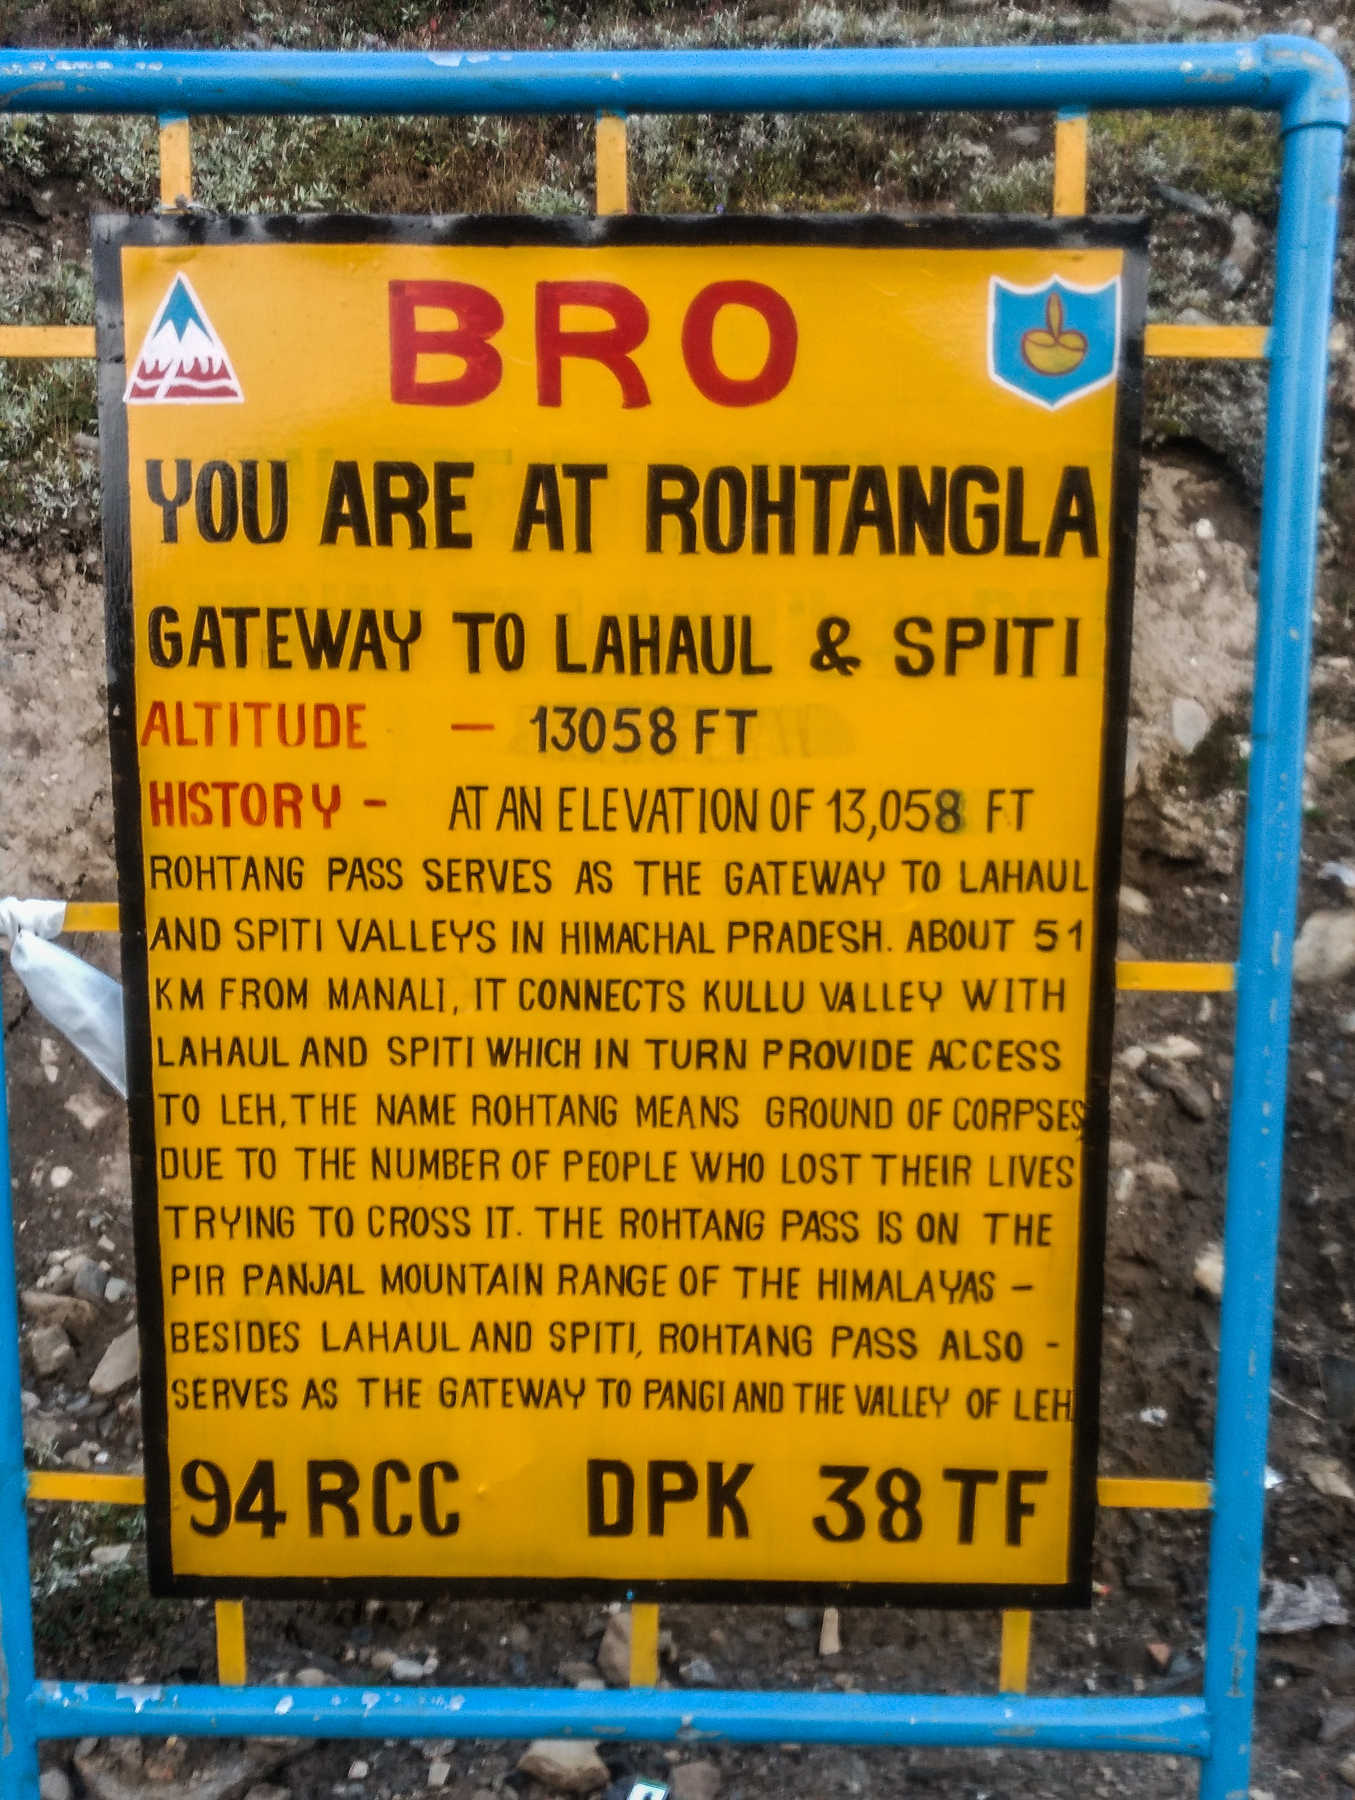 BRO
YOU ARE AT ROHTANGLA
GATEWAY TO LAHAUL & SPITI
ALTITUDE — 13058 FT
HISTORY - AT AN ELEVATION OF 13,058 FT
ROHTANG PASS SERVES AS THE GATEWAY TO LAHAUL
AND SPITI VALLEYS IN HIMACHAL PRADESH. ABOUT 51
KM FROM MANALI, IT CONNECTS KULLU VALLEY WITH
LAHAUL AND SPITI WHICH IN TURN PROVIDE ACCESS
TO LEH, THE NAME ROHTANG MEANS GROUND OF CORPSES
DUE TO THE NUMBER OF PEOPLE WHO LOST THEIR LIVES
TRYING TO CROSS IT. THE ROHTANG PASS IS ON THE
PIR PANJAL MOUNTAIN RANGE OF THE HIMALAYAS -
BESIDES LAHAUL AND SPITI, ROHTANG PASS ALSO -
SERVES AS THE GATEWAY TO PANGI AND THE VALLEY OF LEH
94 RCC DPK 38 TF